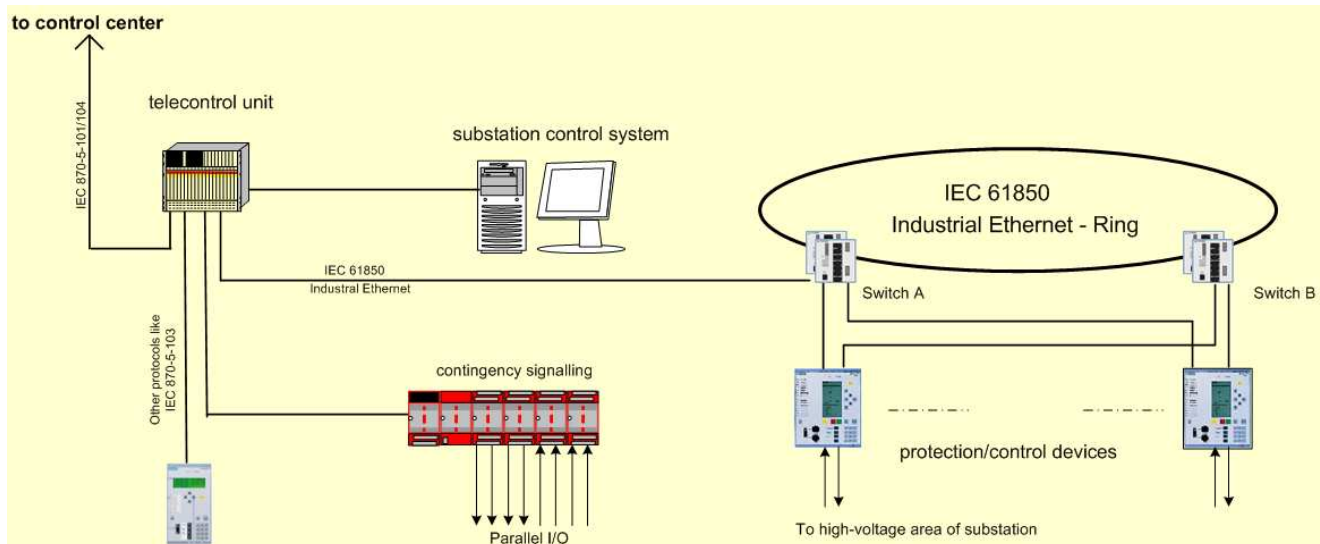 to control center
IEC 870-5-101/104
telecontrol unit
substation control system
IEC 61850
Industrial Ethernet - Ring
IEC 61850
Industral Ethernet
Switch A
Switch B
Other protocols like
IEC 870-5-103
contingency signalling
protection/control devices
Parallel I/O
To high-voltage area of substation